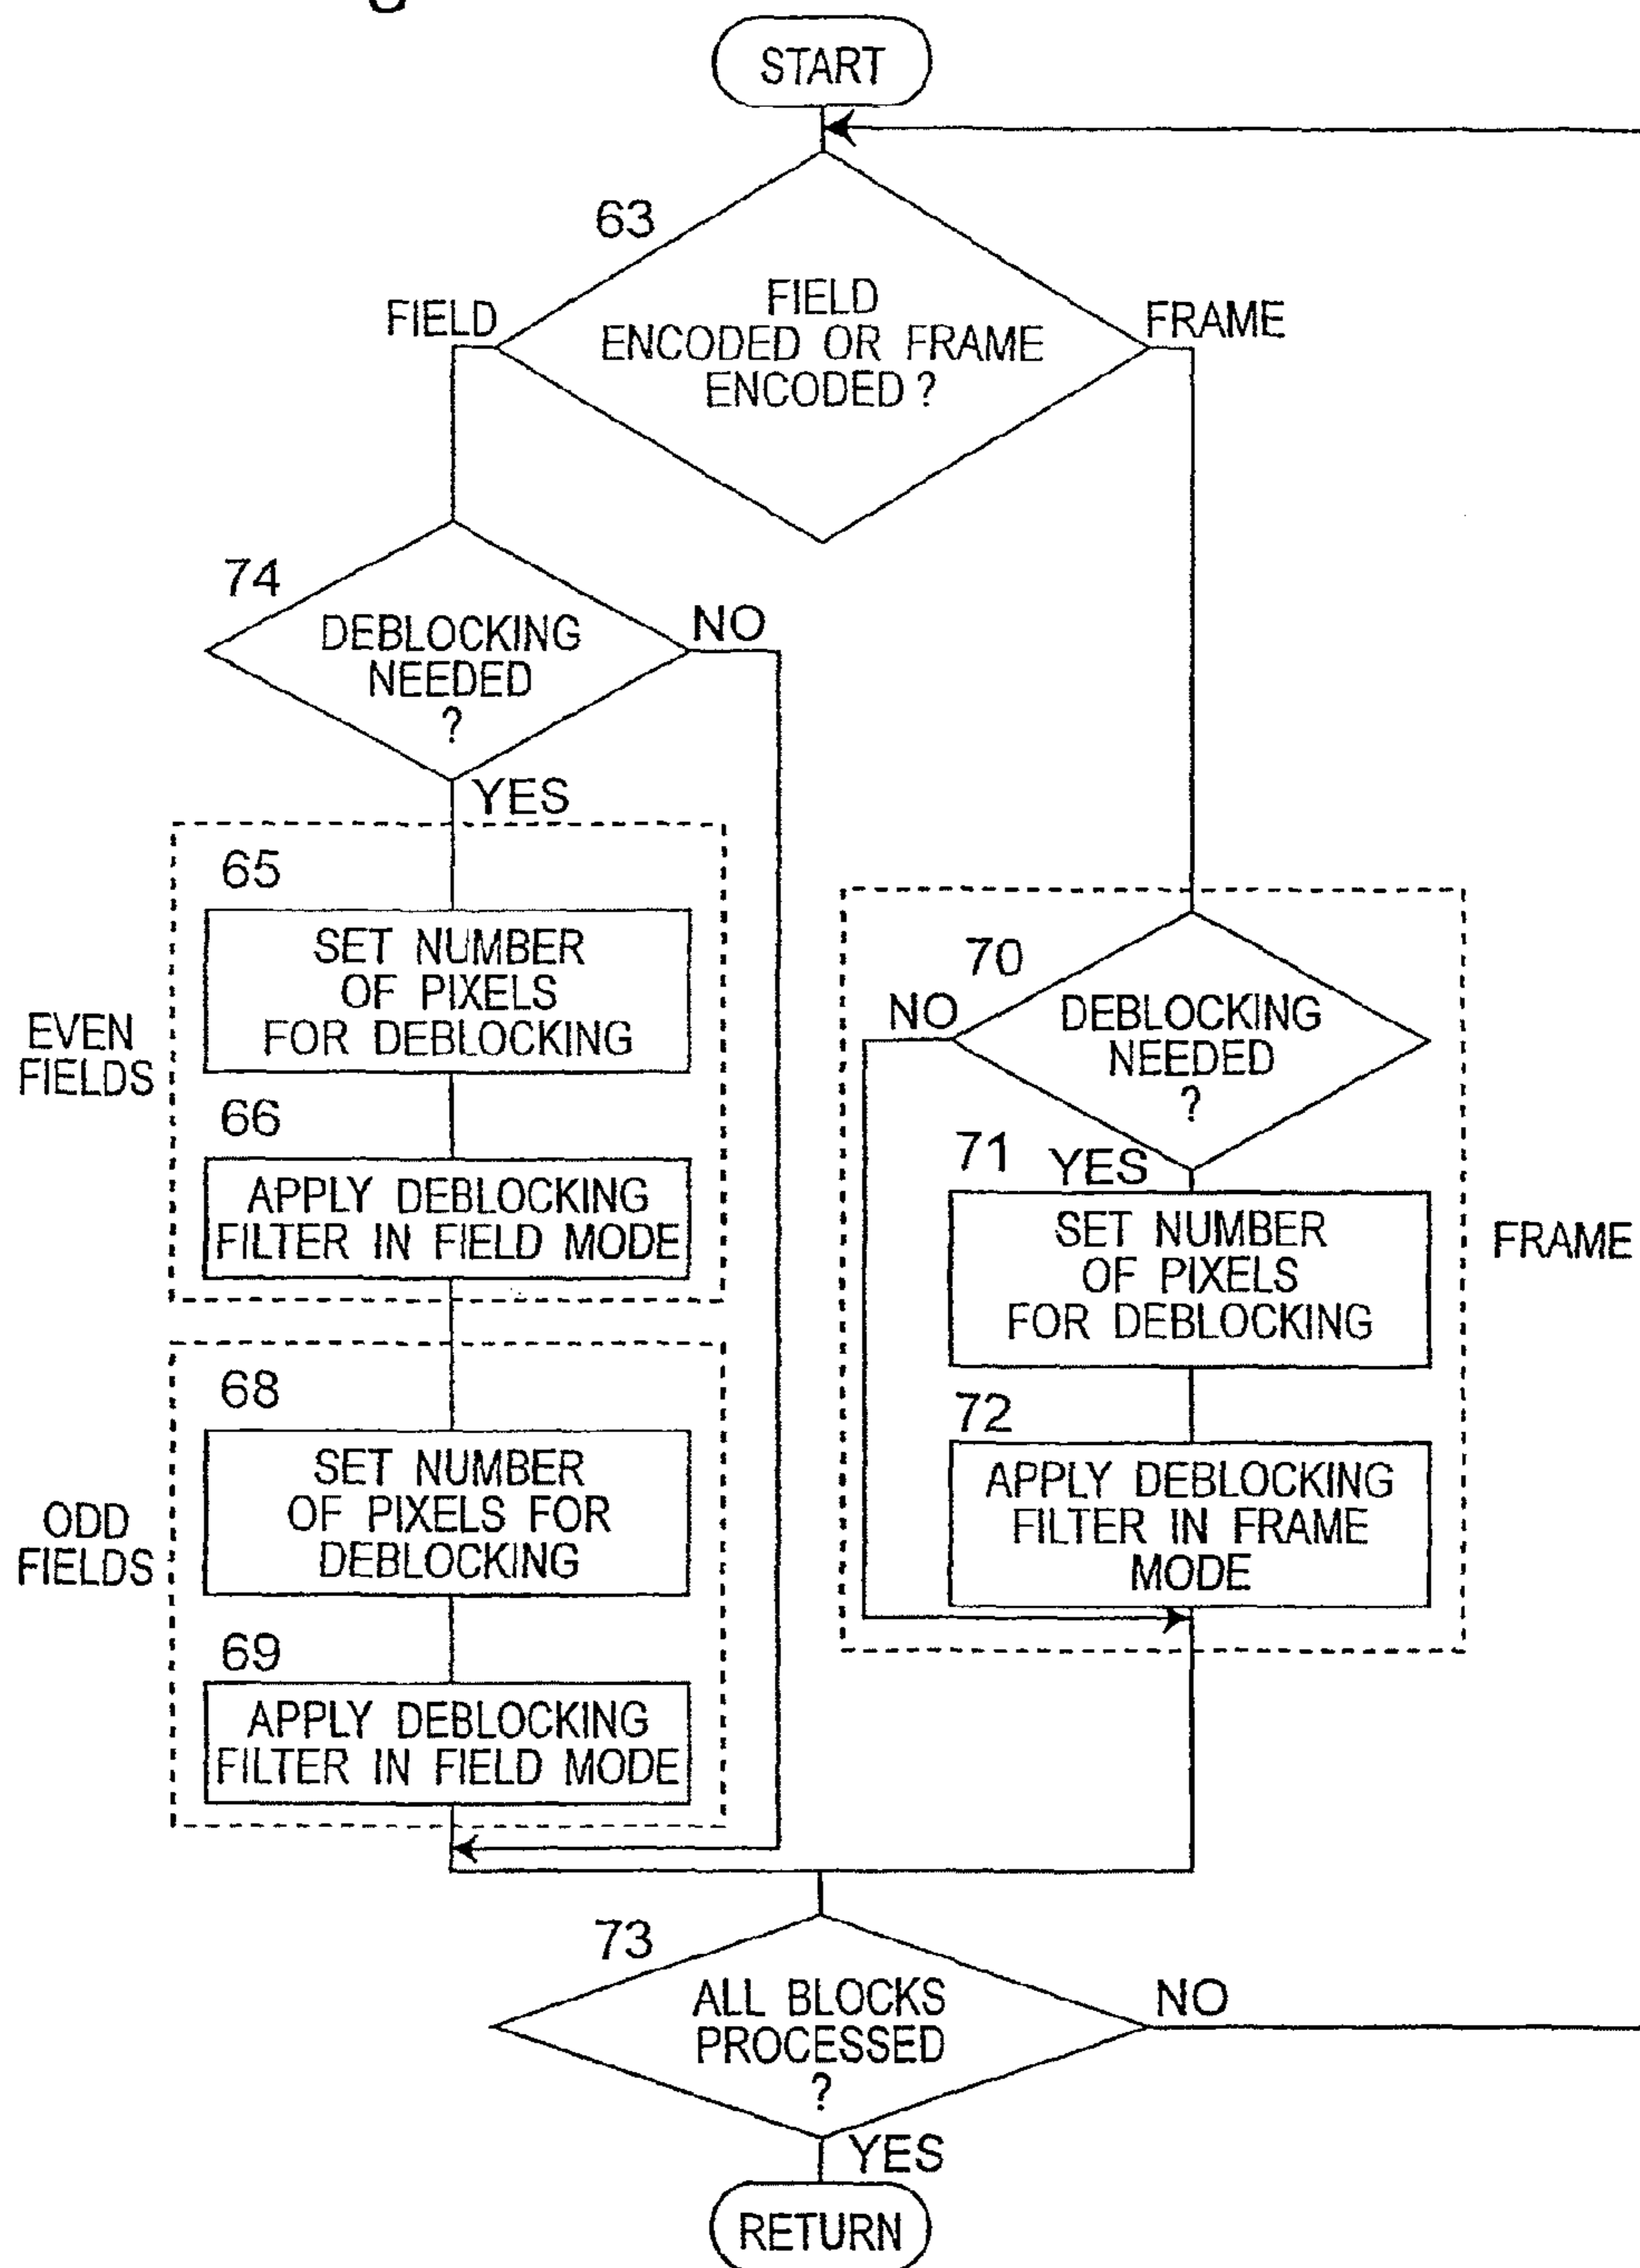 START
63
FIELD
FIELD
ENCODED OR FRAME
ENCODED ?
FRAME
74
DEBLOCKING
NEEDED
?
NO
YES
65
SET NUMBER
OF PIXELS
FOR DEBLOCKING
EVEN
FIELDS
66
APPLY DEBLOCKING
FILTER IN FIELD MODE
68
SET NUMBER
OF PIXELS FOR
DEBLOCKING
ODD
FIELDS
69
APPLY DEBLOCKING
FILTER IN FIELD MODE
70
NO
DEBLOCKING
NEEDED
?
71
YES
SET NUMBER
OF PIXELS
FOR DEBLOCKING
FRAME
72
APPLY DEBLOCKING
FILTER IN FRAME
MODE
73
ALL BLOCKS
PROCESSED
?
NO
YES
RETURN